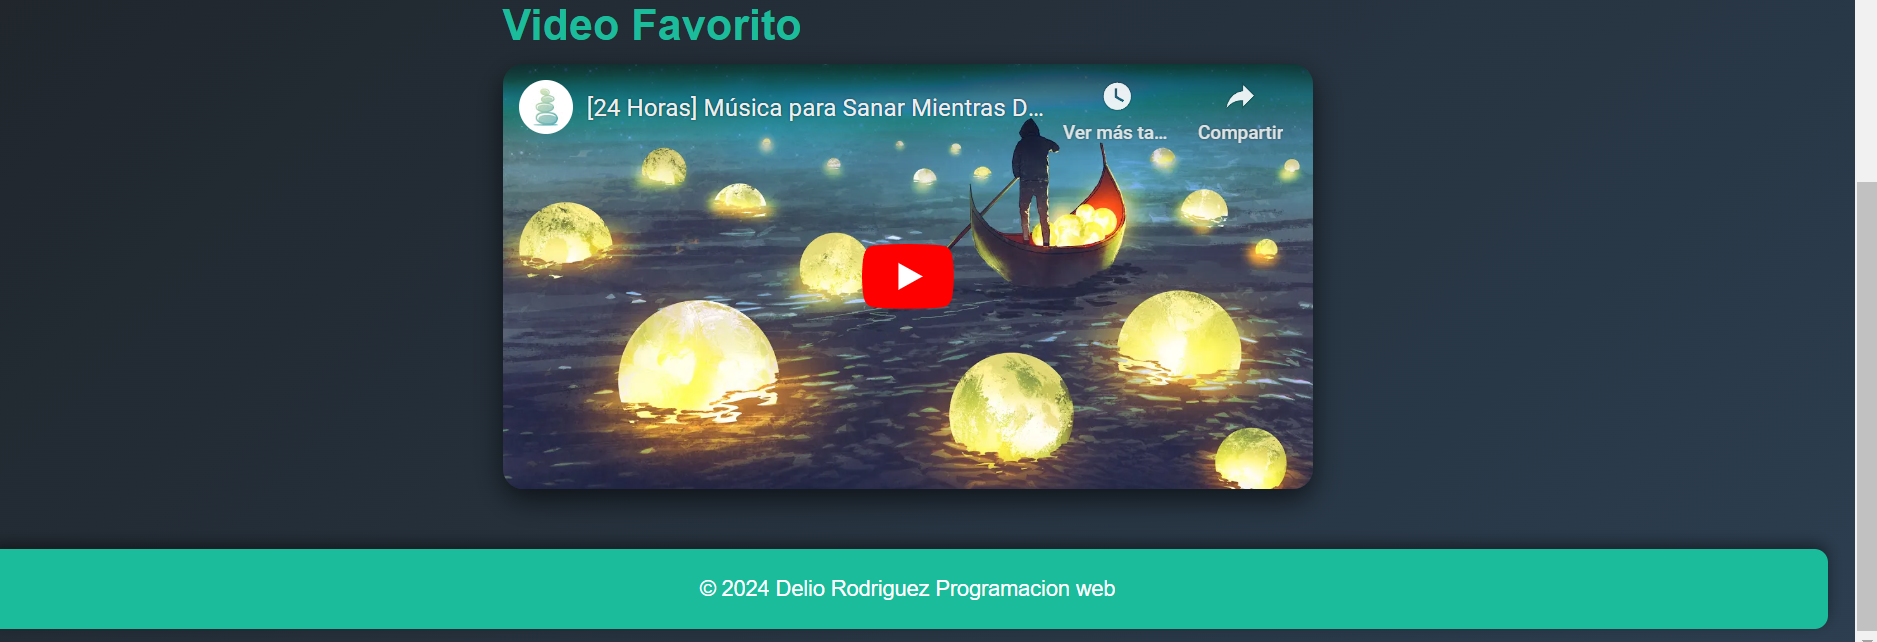 Video Favorito
[24 Horas] Música para Sanar Mientras D...
Ver más ta...
Compartir
© 2024 Delio Rodriguez Programacion web